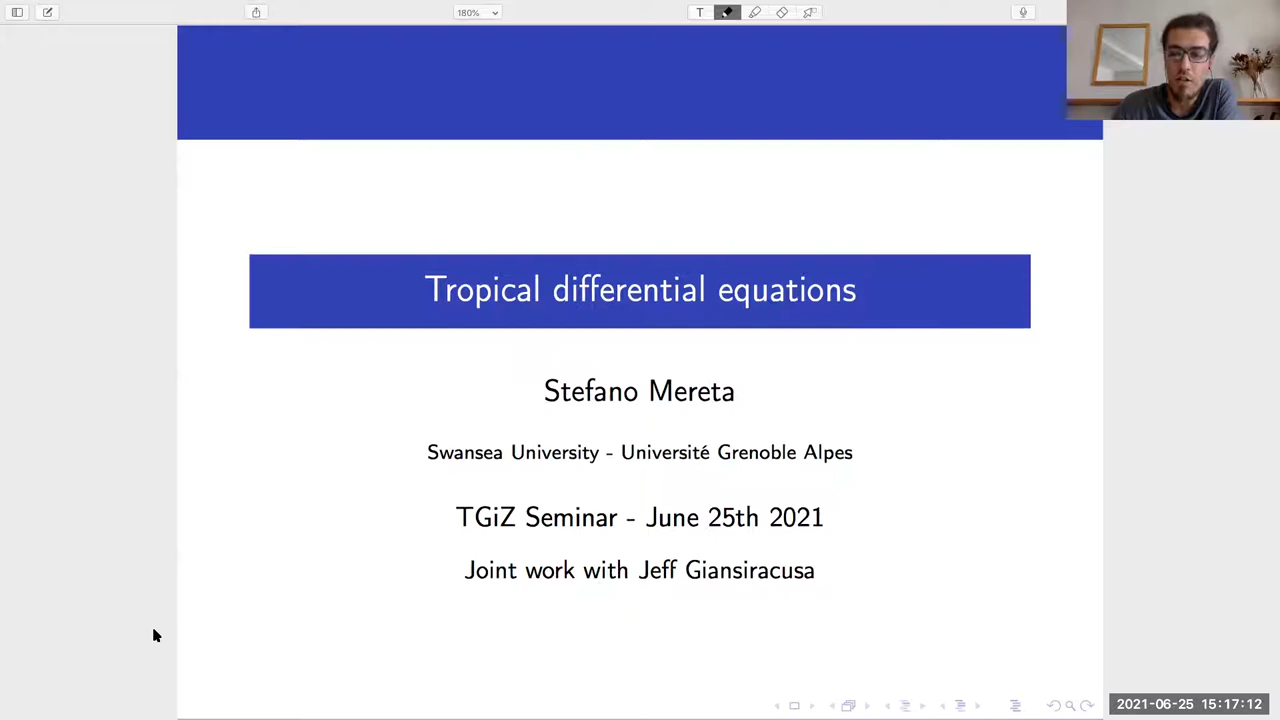 180%
T
Tropical differential equations
Stefano Mereta
Swansea University - Université Grenoble Alpes
TGiZ Seminar - June 25th 2021
Joint work with Jeff Giansiracusa
2021-06-25 15:17:12